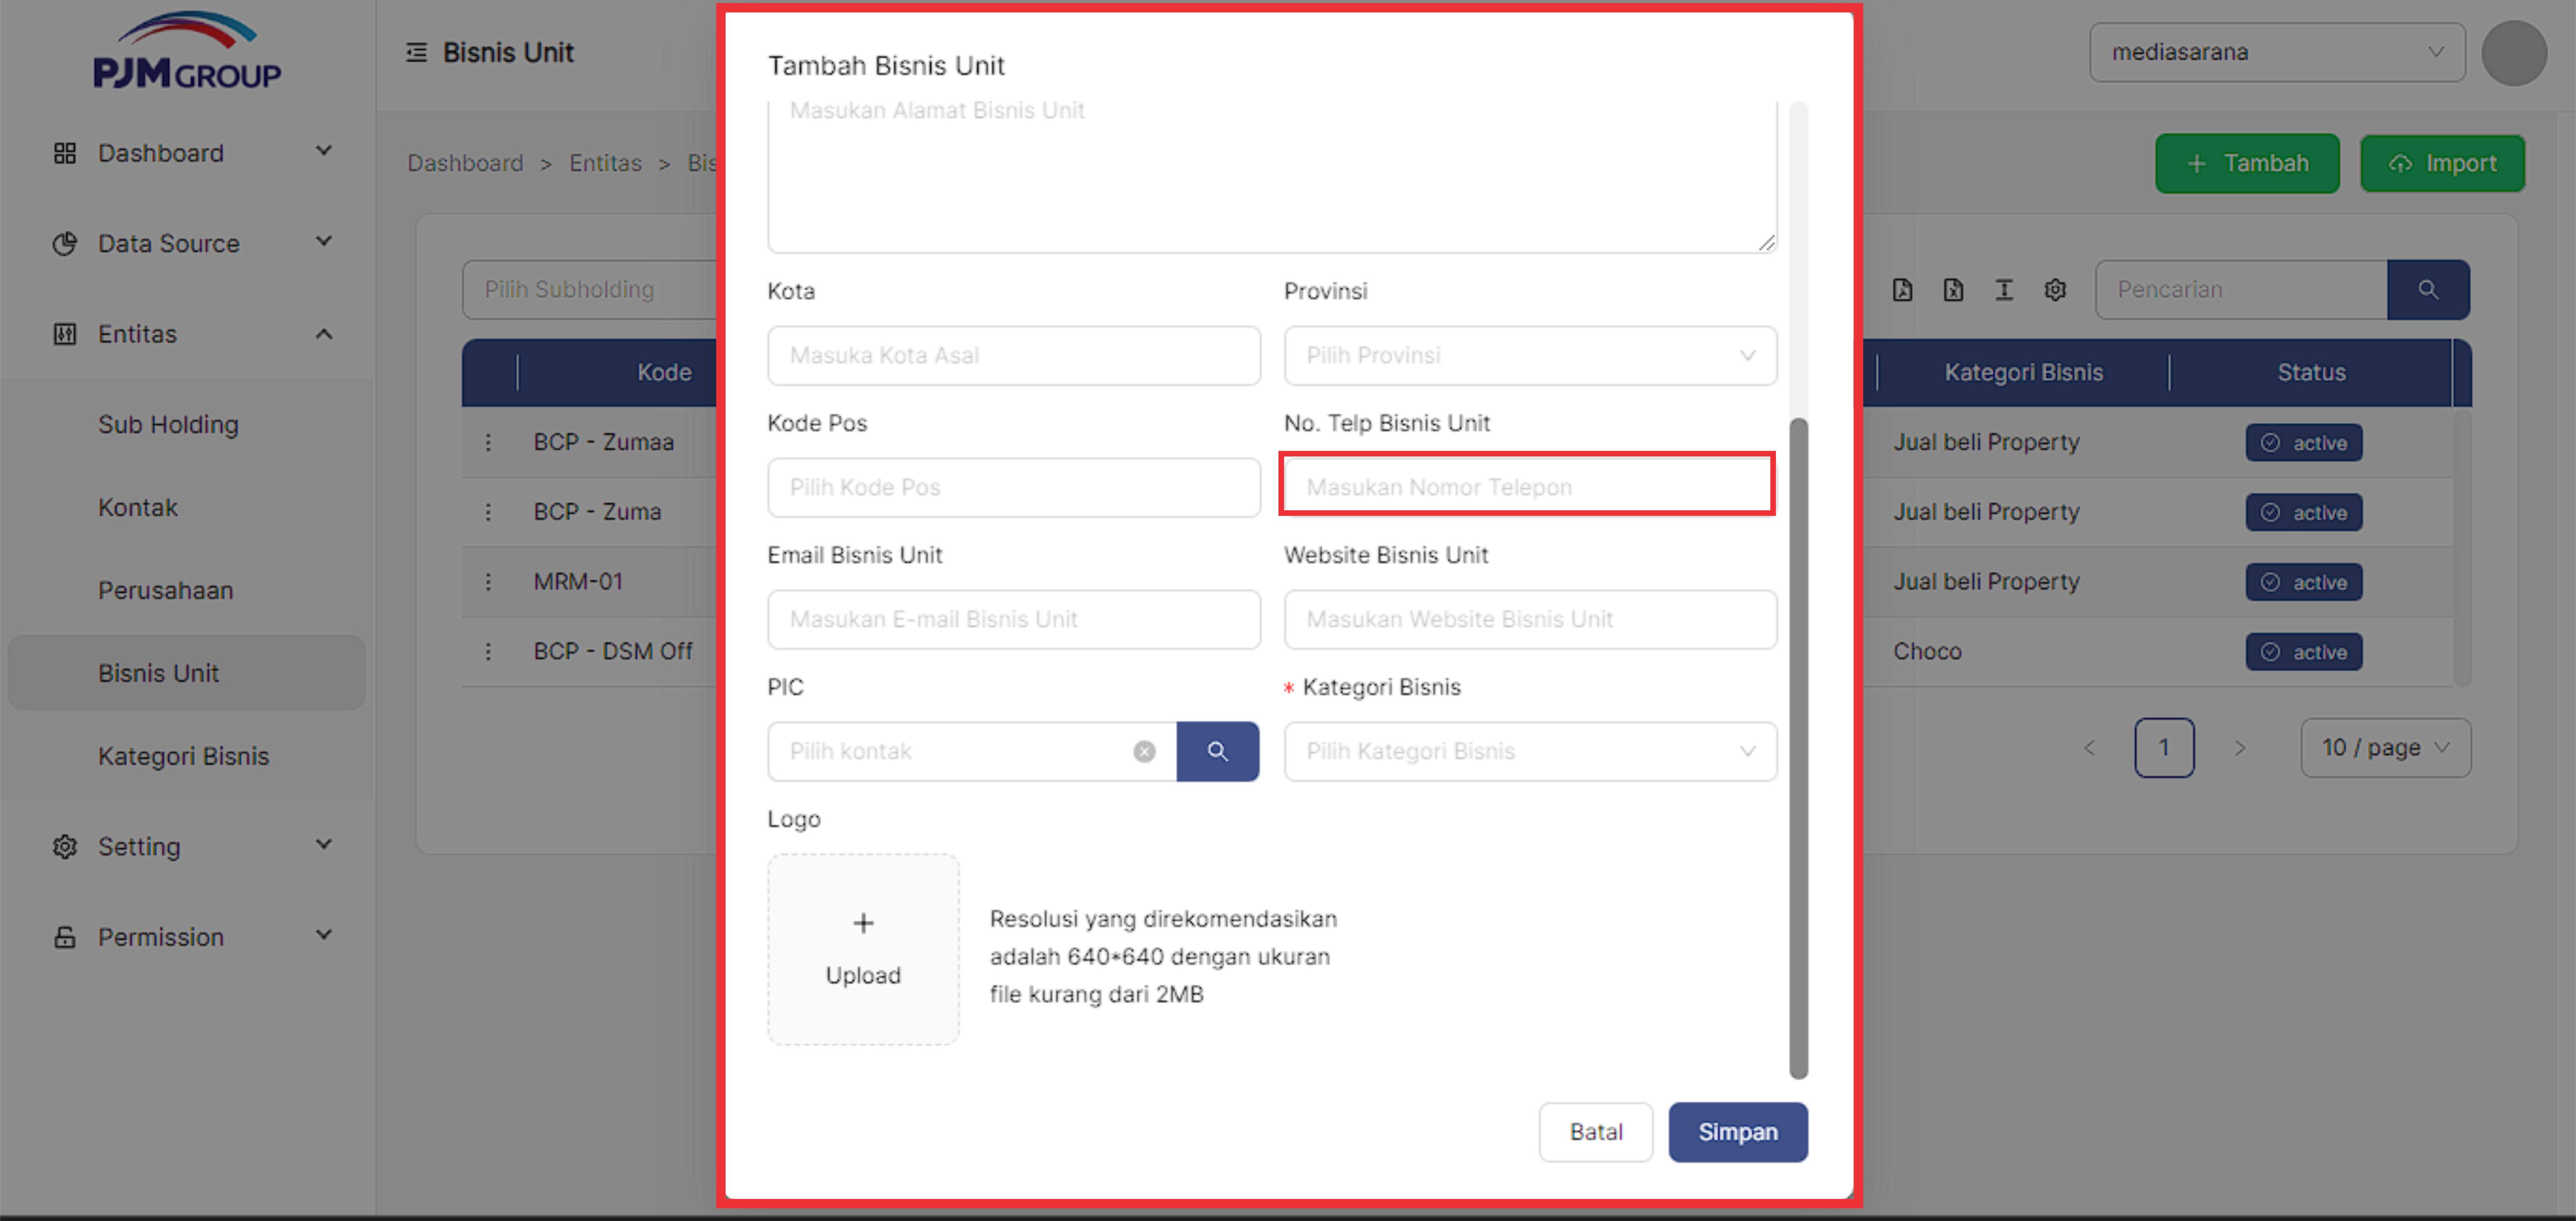 PJM GROUP
Dashboard
Data Source
Entitas
Sub Holding
Kontak
Perusahaan
Bisnis Unit
Kategori Bisnis
Setting
Permission
Bisnis Unit
mediasarana
Dashboard > Entitas > Bis
+ Tambah
Import
Pilih Subholding
Pencarian
Kode
Kategori Bisnis
Status
BCP - Zumaa
Jual beli Property
active
BCP - Zuma
Jual beli Property
active
MRM-01
Jual beli Property
active
BCP - DSM Off
Choco
active
< 1 >
10 / page
Tambah Bisnis Unit
Masukan Alamat Bisnis Unit
Kota
Provinsi
Masuka Kota Asal
Pilih Provinsi
Kode Pos
No. Telp Bisnis Unit
Pilih Kode Pos
Masukan Nomor Telepon
Email Bisnis Unit
Website Bisnis Unit
Masukan E-mail Bisnis Unit
Masukan Website Bisnis Unit
PIC
* Kategori Bisnis
Pilih kontak
Pilih Kategori Bisnis
Logo
+
Upload
Resolusi yang direkomendasikan
adalah 640*640 dengan ukuran
file kurang dari 2MB
Batal
Simpan